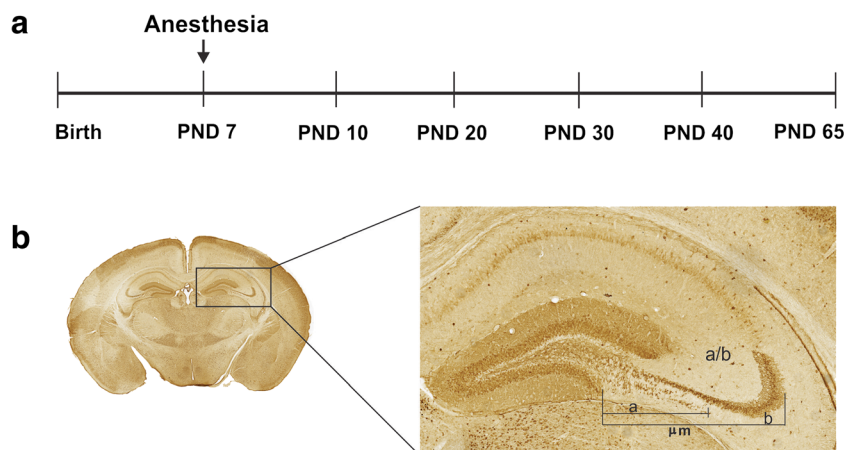 a
Anesthesia
Birth PND 7 PND 10 PND 20 PND 30 PND 40 PND 65
b
a/b
a
b
μm